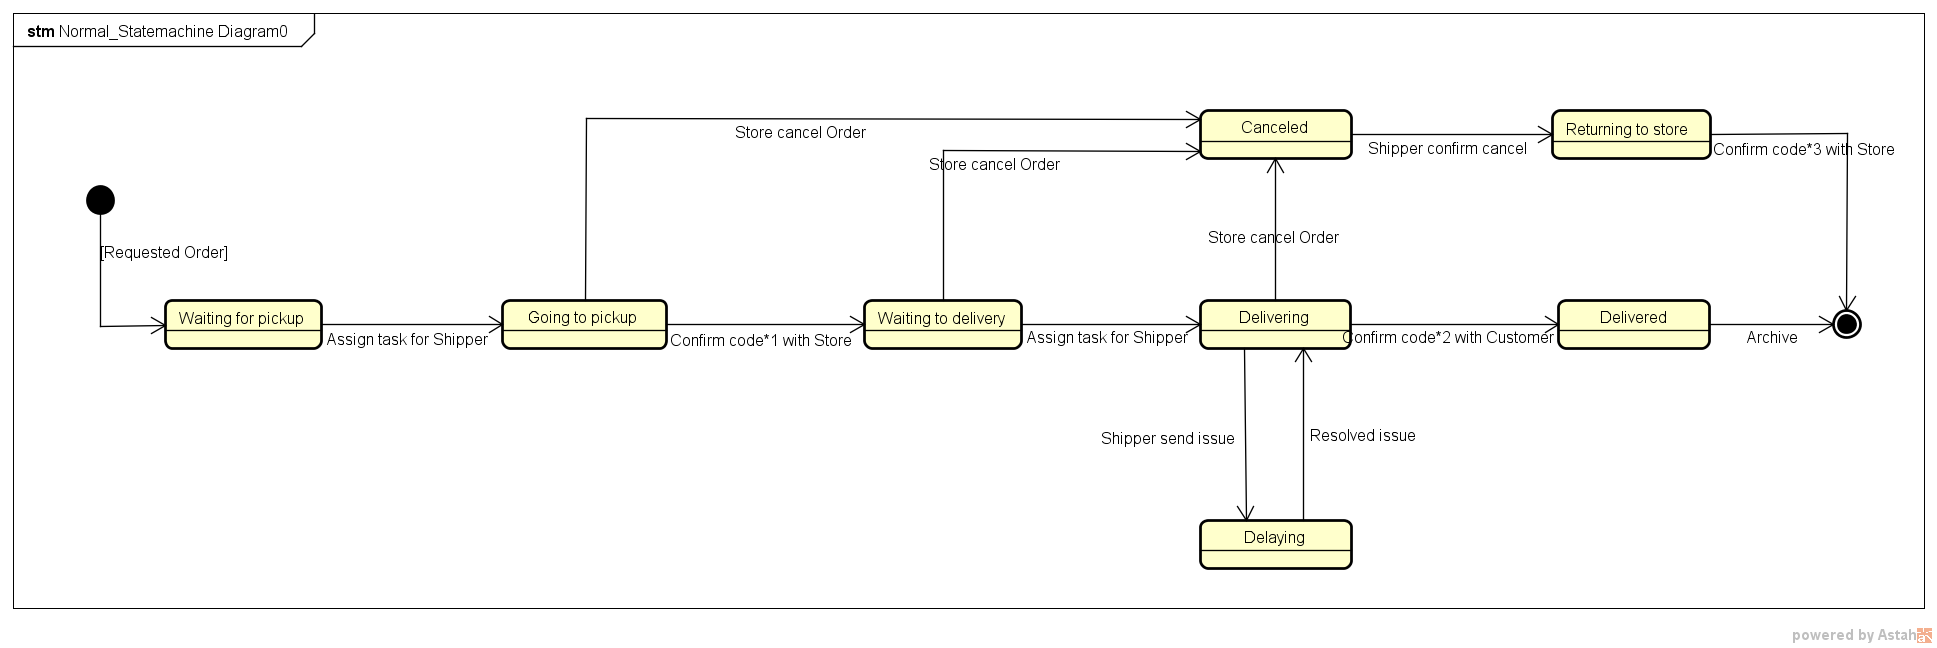 stm Normal_Statemachine Diagram0
Canceled
Returning to store
Store cancel Order
Shipper confirm cancel
Confirm code*3 with Store
Store cancel Order
Store cancel Order
[Requested Order]
Waiting for pickup
Going to pickup
Waiting to delivery
Delivering
Delivered
Assign task for Shipper
Confirm code*1 with Store
Assign task for Shipper
Confirm code*2 with Customer
Archive
Shipper send issue
Resolved issue
Delaying
powered by Astah